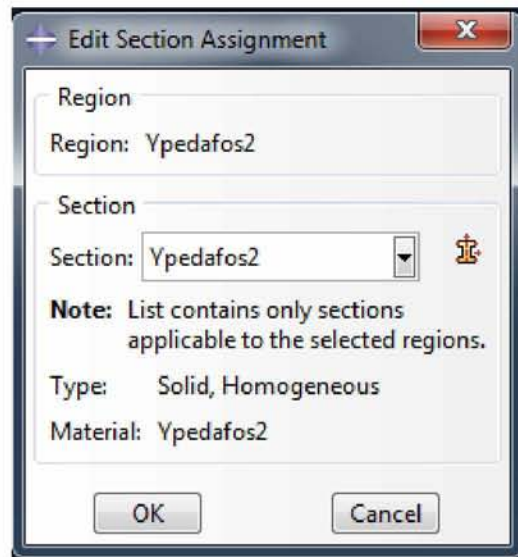 Edit Section Assignment
Region
Region: Ypedafos2
Section
Section: Ypedafos2
Note: List contains only sections
applicable to the selected regions.
Type: Solid, Homogeneous
Material: Ypedafos2
OK Cancel